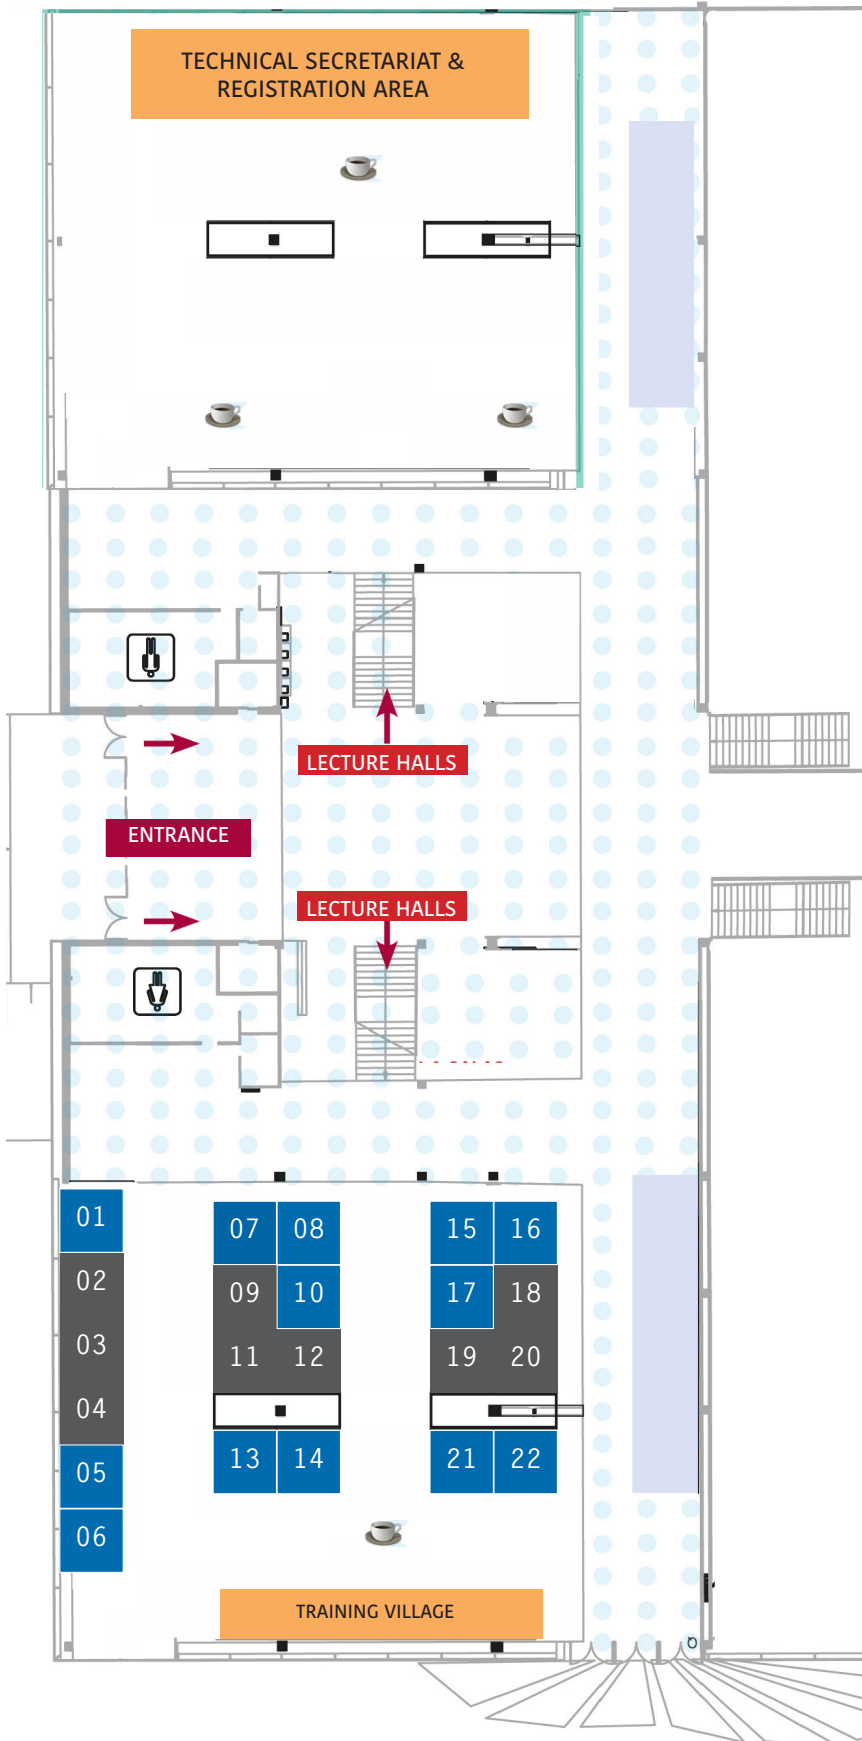 TECHNICAL SECRETARIAT &
REGISTRATION AREA
LECTURE HALLS
ENTRANCE
LECTURE HALLS
01
07 08
15 16
02
09 10
17 18
03
11 12
19 20
04
05
13 14
21 22
06
TRAINING VILLAGE